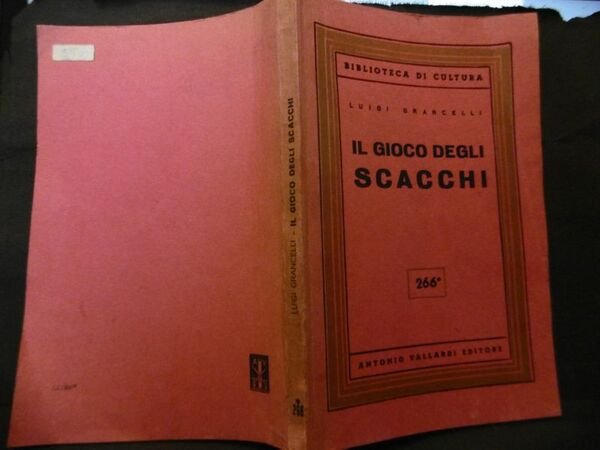 BIBLIOTECA DI CULTURA
LUIGI GRANCELLI
IL GIOCO DEGLI
SCACCHI
266°
ANTONIO VALLARDI EDITORE
LUIGI GRANCELLI - IL GIOCO DEGLI SCACCHI